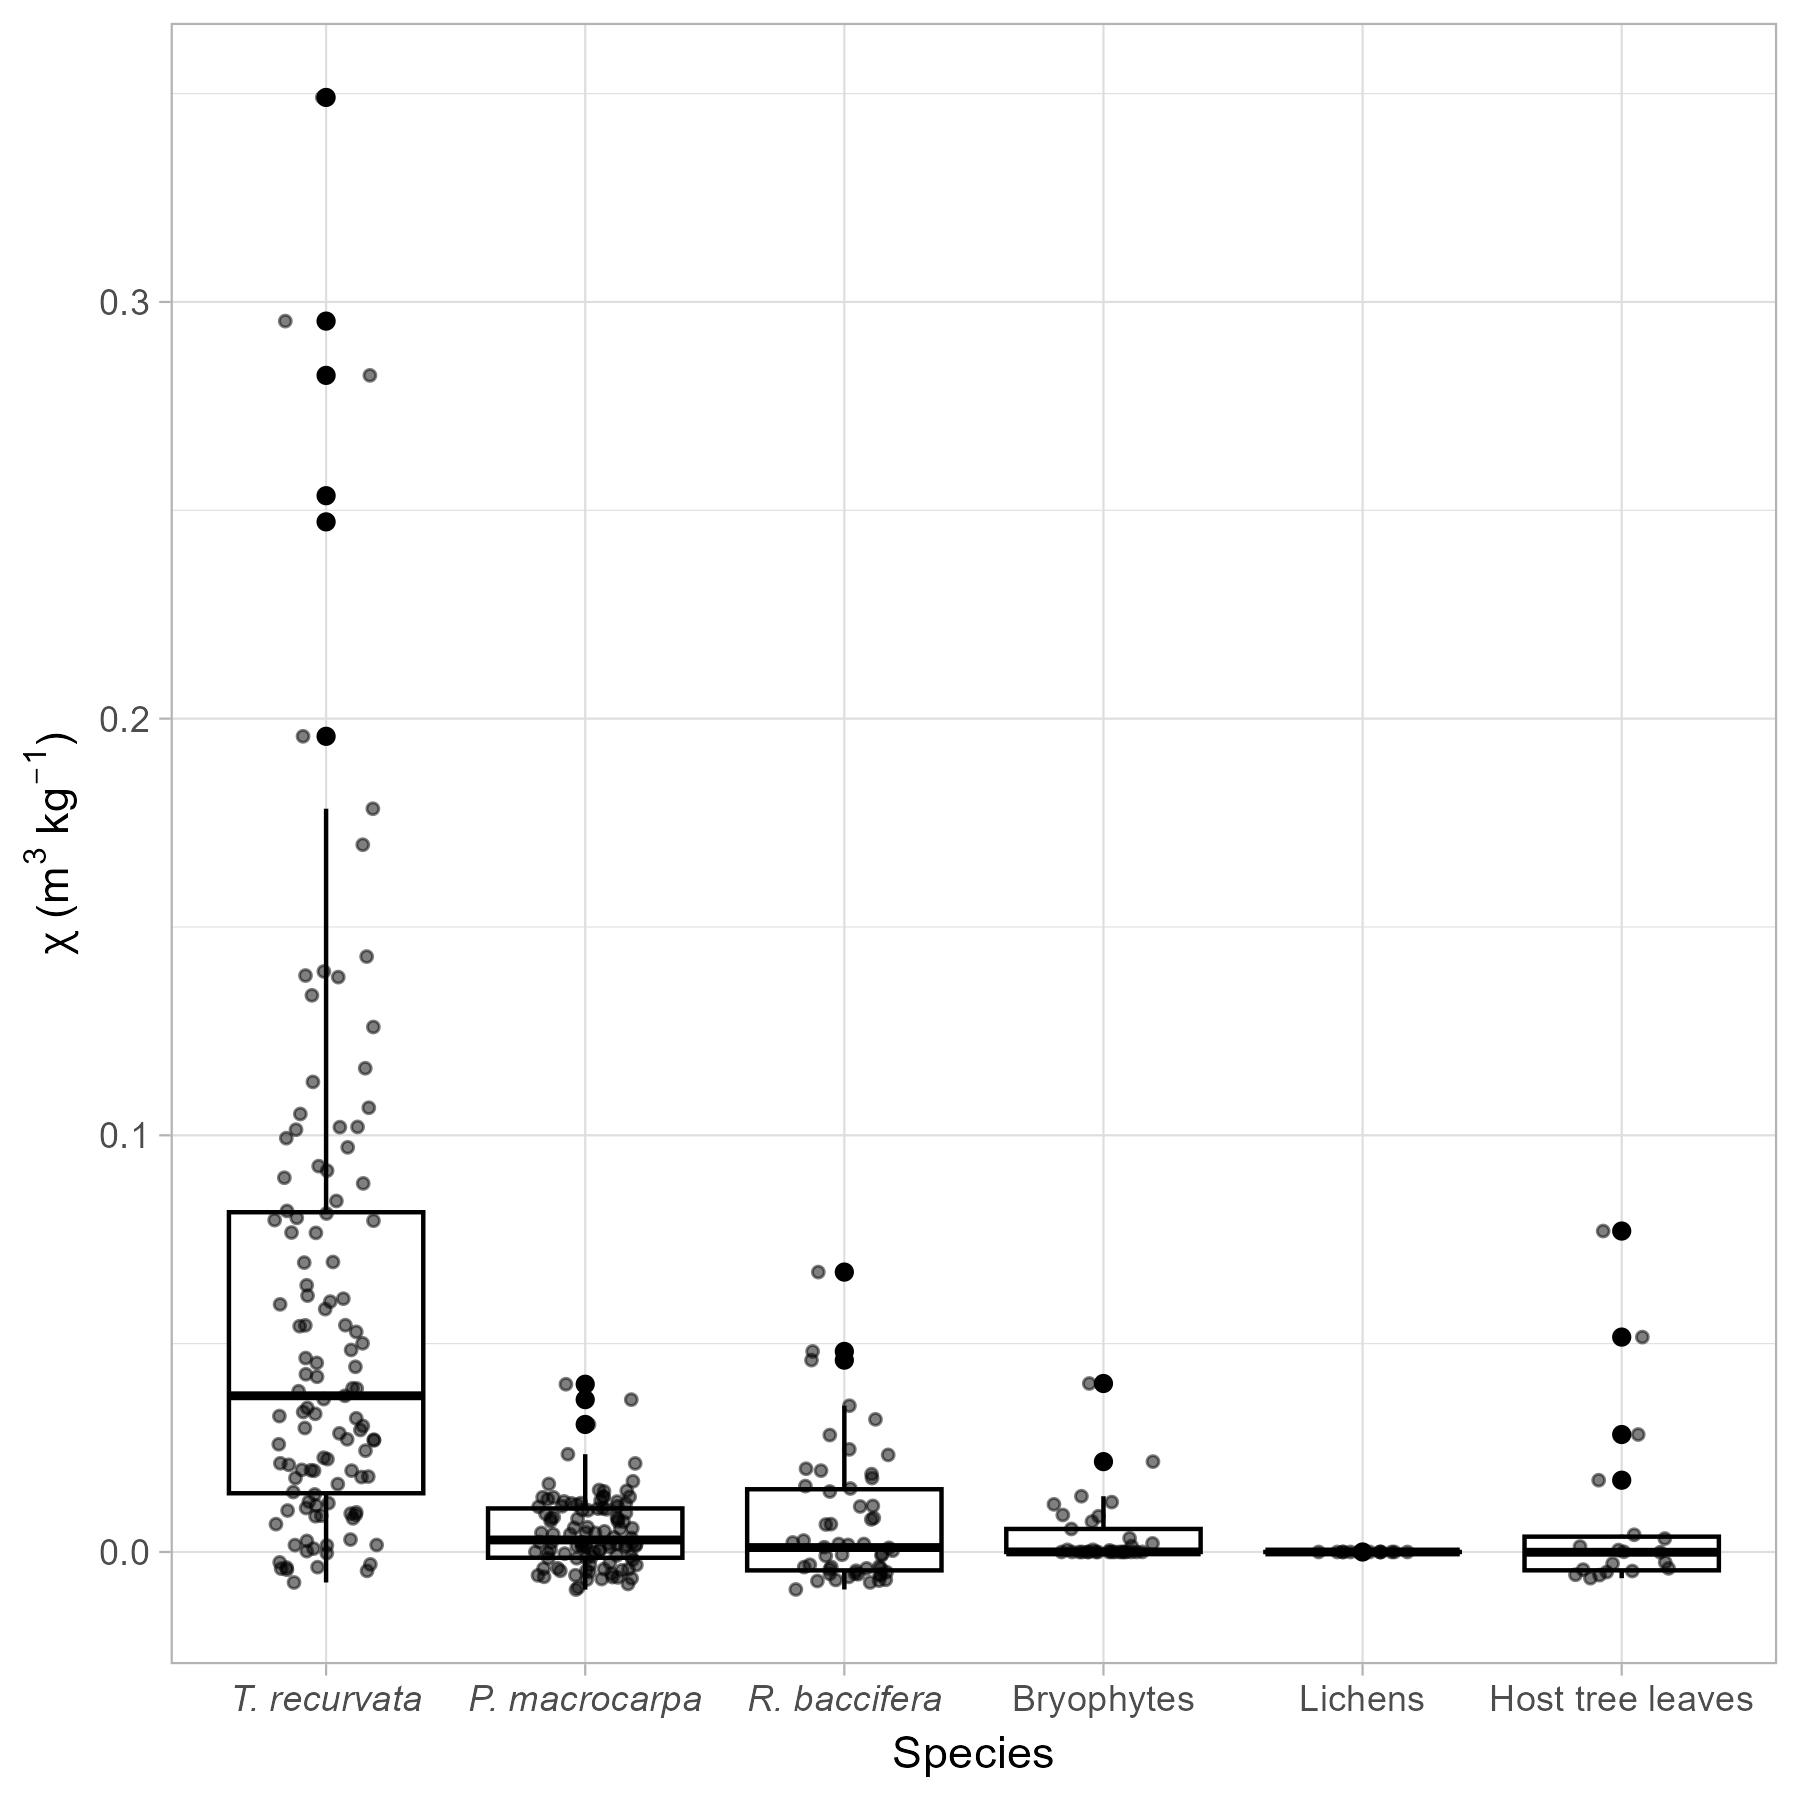 χ (m³ kg⁻¹)
0.3
0.2
0.1
0.0
T. recurvata P. macrocarpa R. baccifera Bryophytes Lichens Host tree leaves
Species